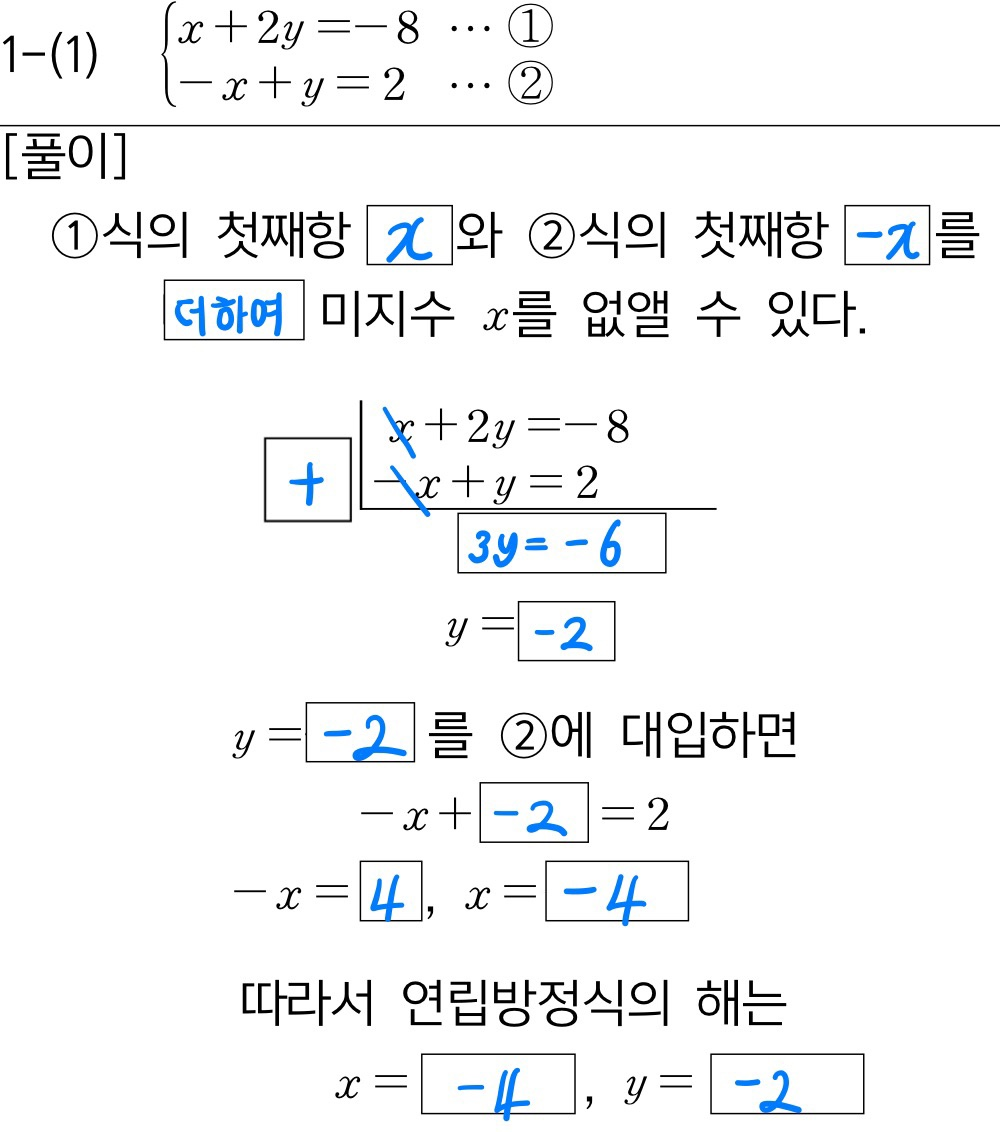 1-(1) x+2y=-8 ⋯ ①
-x+y=2 ⋯ ②
[풀이]
①식의 첫째항 x 와 ②식의 첫째항 -x 를
더하여 미지수 x를 없앨 수 있다.
x+2y=-8
+ -x+y=2
3y=-6
y=-2
y=-2 를 ②에 대입하면
-x+-2=2
-x=4, x=-4
따라서 연립방정식의 해는
x=-4, y=-2